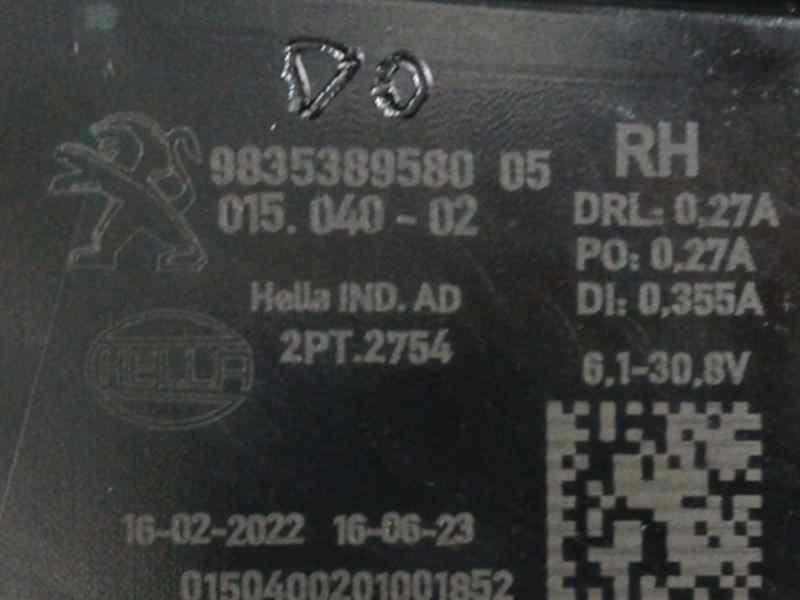 DO
9835389580 05
RH
015.040-02
DRL: 0,27A
PO: 0,27A
Hella IND. AD
DI: 0,355A
2PT.2754
HELLA
6,1-30,8V
16-02-2022 16-06-23
0150400201001852